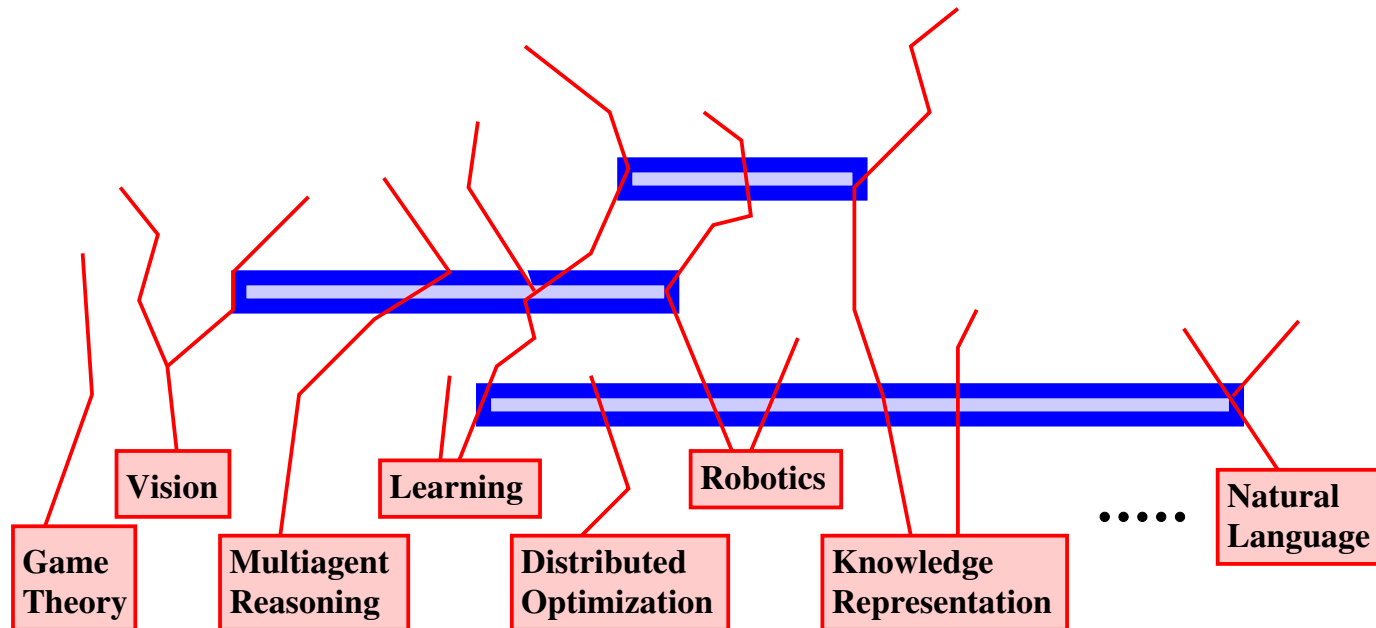 Vision
Learning
Robotics
Natural
Language
Game
Theory
Multiagent
Reasoning
Distributed
Optimization
Knowledge
Representation